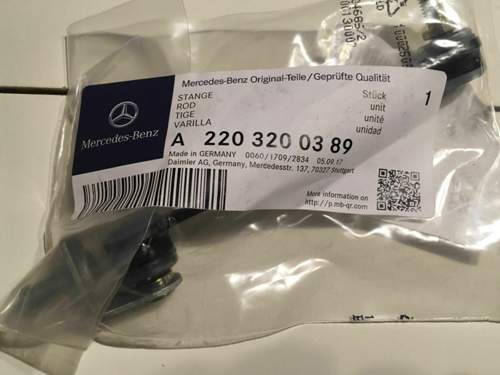 Mercedes-Benz Original-Teile/Geprüfte Qualität
STANGE
ROD
TIGE
VARILLA
Stück
unit
unité
unidad
1
Mercedes-Benz
A 220 320 03 89
Made in GERMANY 0060/1709/2834 05.09.17
Daimler AG, Germany, Mercedesstr. 137, 70327 Stuttgart
More information on
http://p.mb-qr.com